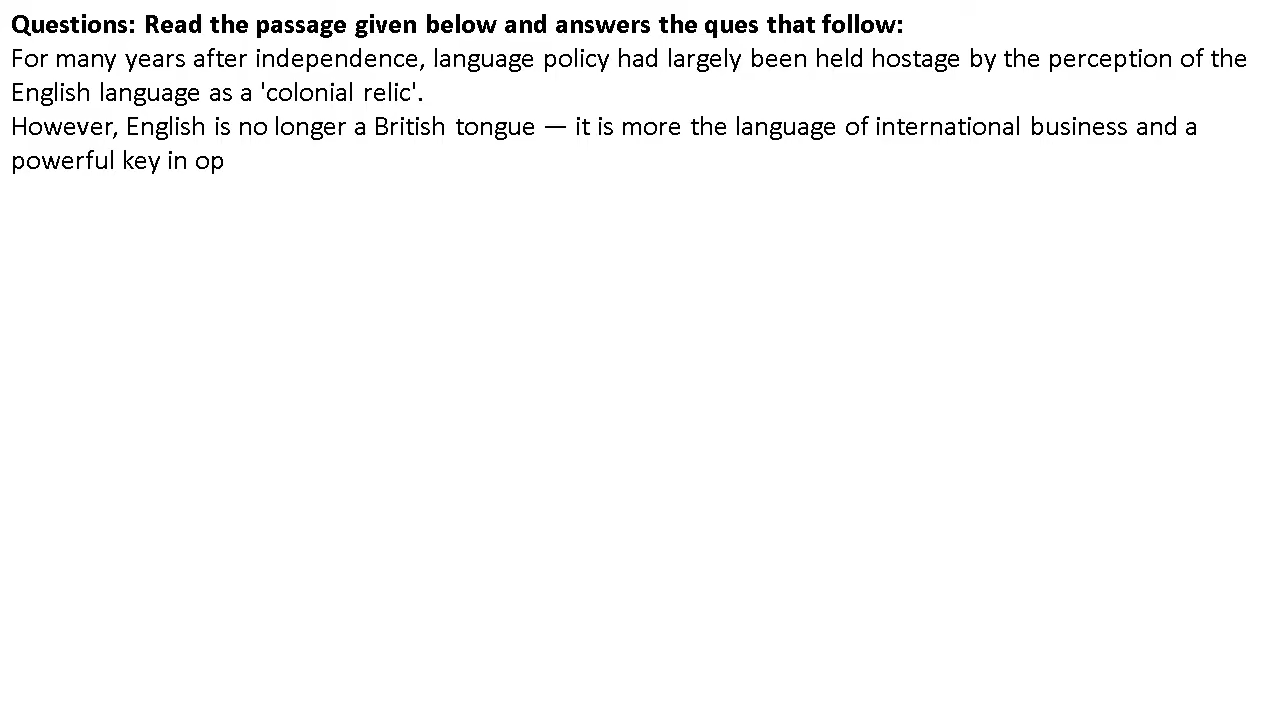 Questions: Read the passage given below and answers the ques that follow:
For many years after independence, language policy had largely been held hostage by the perception of the
English language as a 'colonial relic'.
However, English is no longer a British tongue — it is more the language of international business and a
powerful key in op